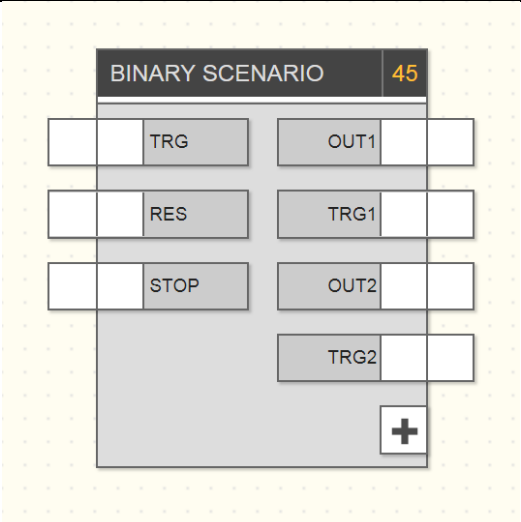 BINARY SCENARIO 45
TRG OUT1
RES TRG1
STOP OUT2
TRG2